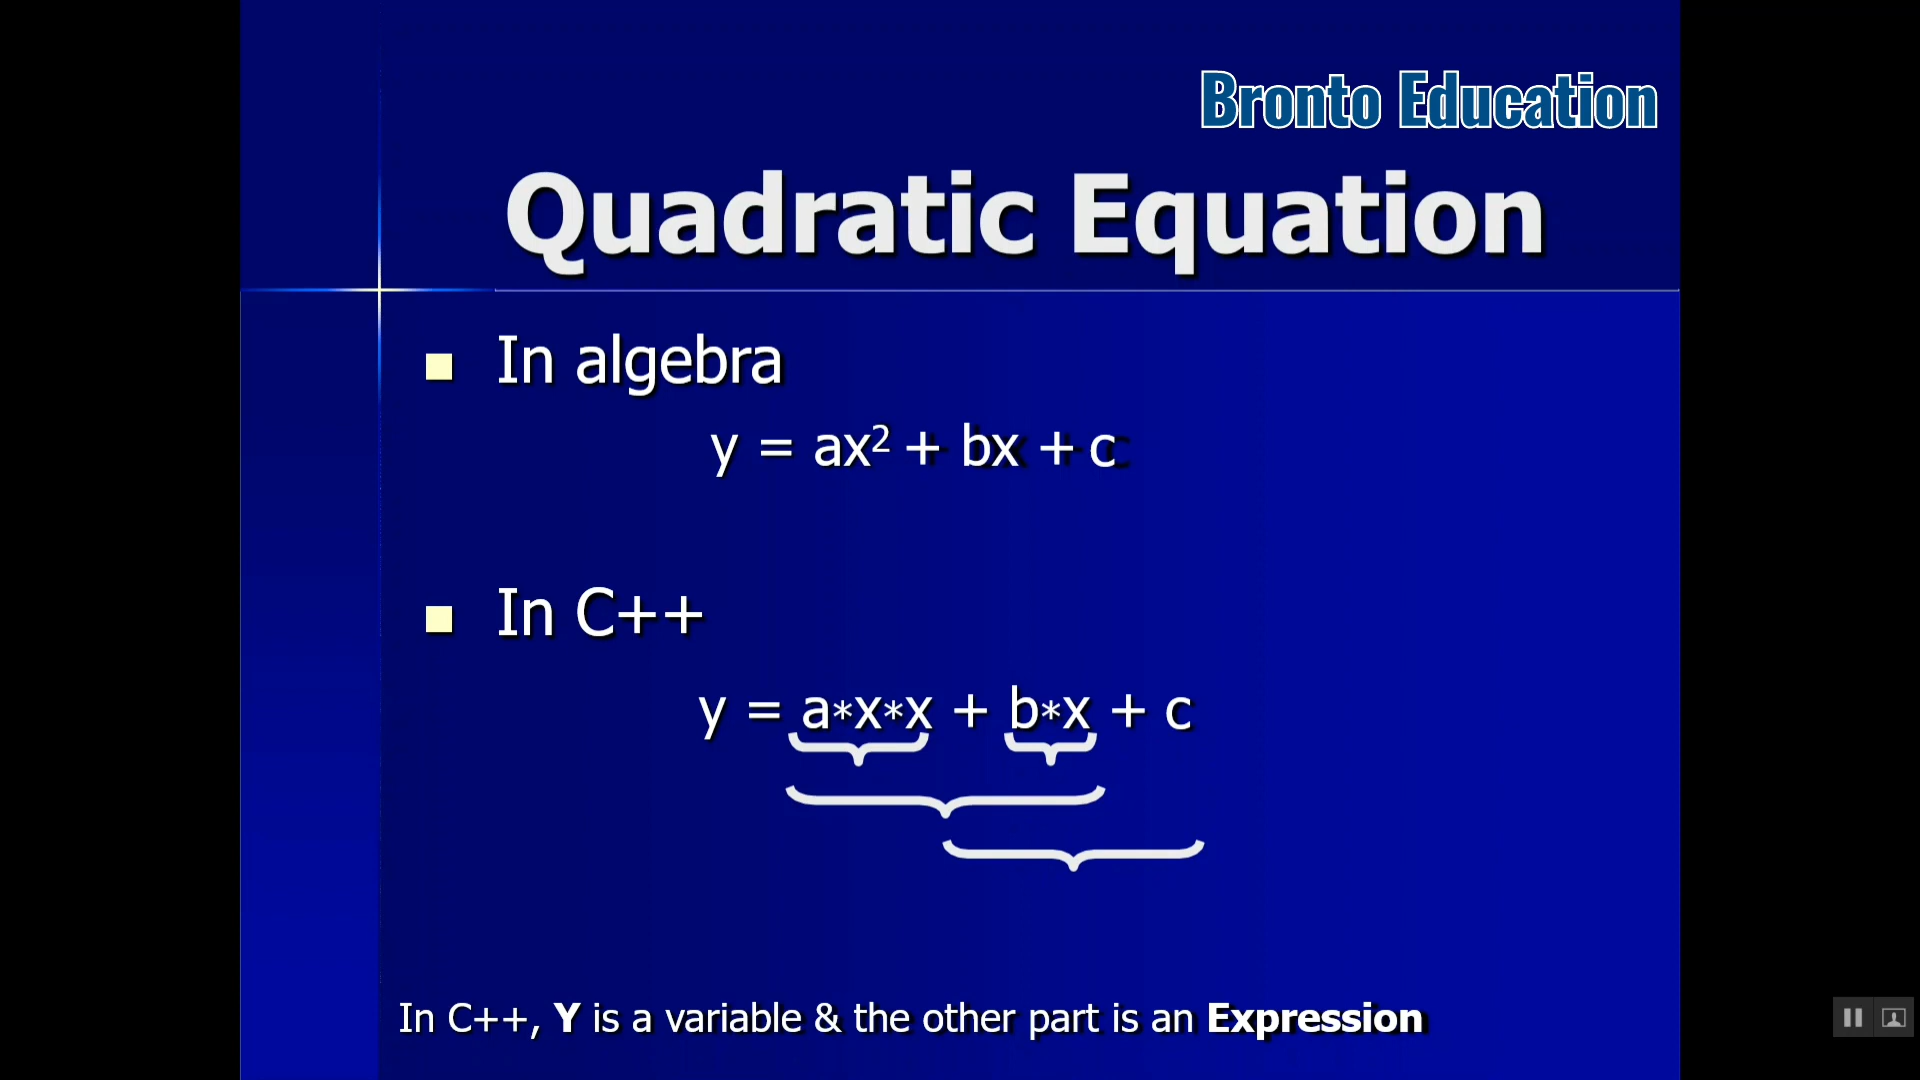 Bronto Education
Quadratic Equation
In algebra
y = ax² + bx + c
In C++
y = a*x*x + b*x + c
In C++, Y is a variable & the other part is an Expression